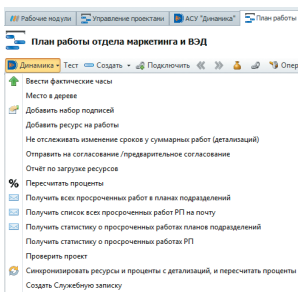 Рабочие модули Управление проектами АСУ "Динамика" План работы
План работы отдела маркетинга и ВЭД
Динамика Тест Создать Подключить Опер
Ввести фактические часы
Место в дереве
Добавить набор подписей
Добавить ресурс на работы
Не отслеживать изменение сроков у суммарных работ (детализаций)
Отправить на согласование /предварительное согласование
Отчёт по загрузке ресурсов
% Пересчитать проценты
Получить всех просроченных работ в планах подразделений
Получить список всех просроченных работ РП на почту
Получить статистику о просроченных работах планов подразделений
Получить статистику о просроченных работах РП
Проверить проект
Синхронизировать ресурсы и проценты с детализаций, и пересчитать проценты
Создать Служебную записку